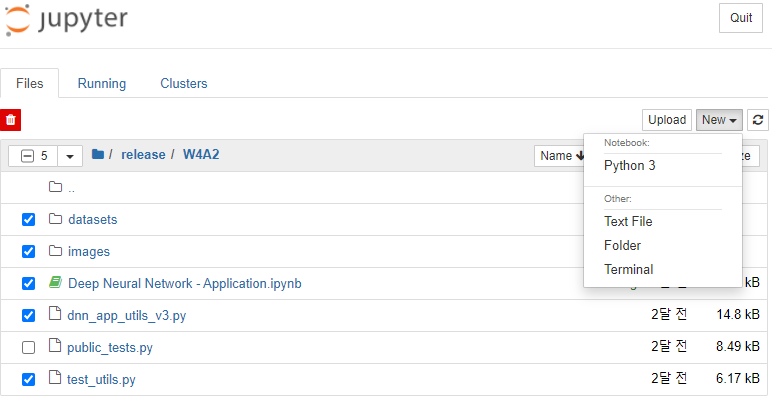 jupyter
Quit
Files Running Clusters
Upload New
5 / release / W4A2 Name ze
Notebook:
Python 3
Other:
Text File
Folder
Terminal
..
datasets
images
Deep Neural Network - Application.ipynb kB
dnn_app_utils_v3.py 2달 전 14.8 kB
public_tests.py 2달 전 8.49 kB
test_utils.py 2달 전 6.17 kB